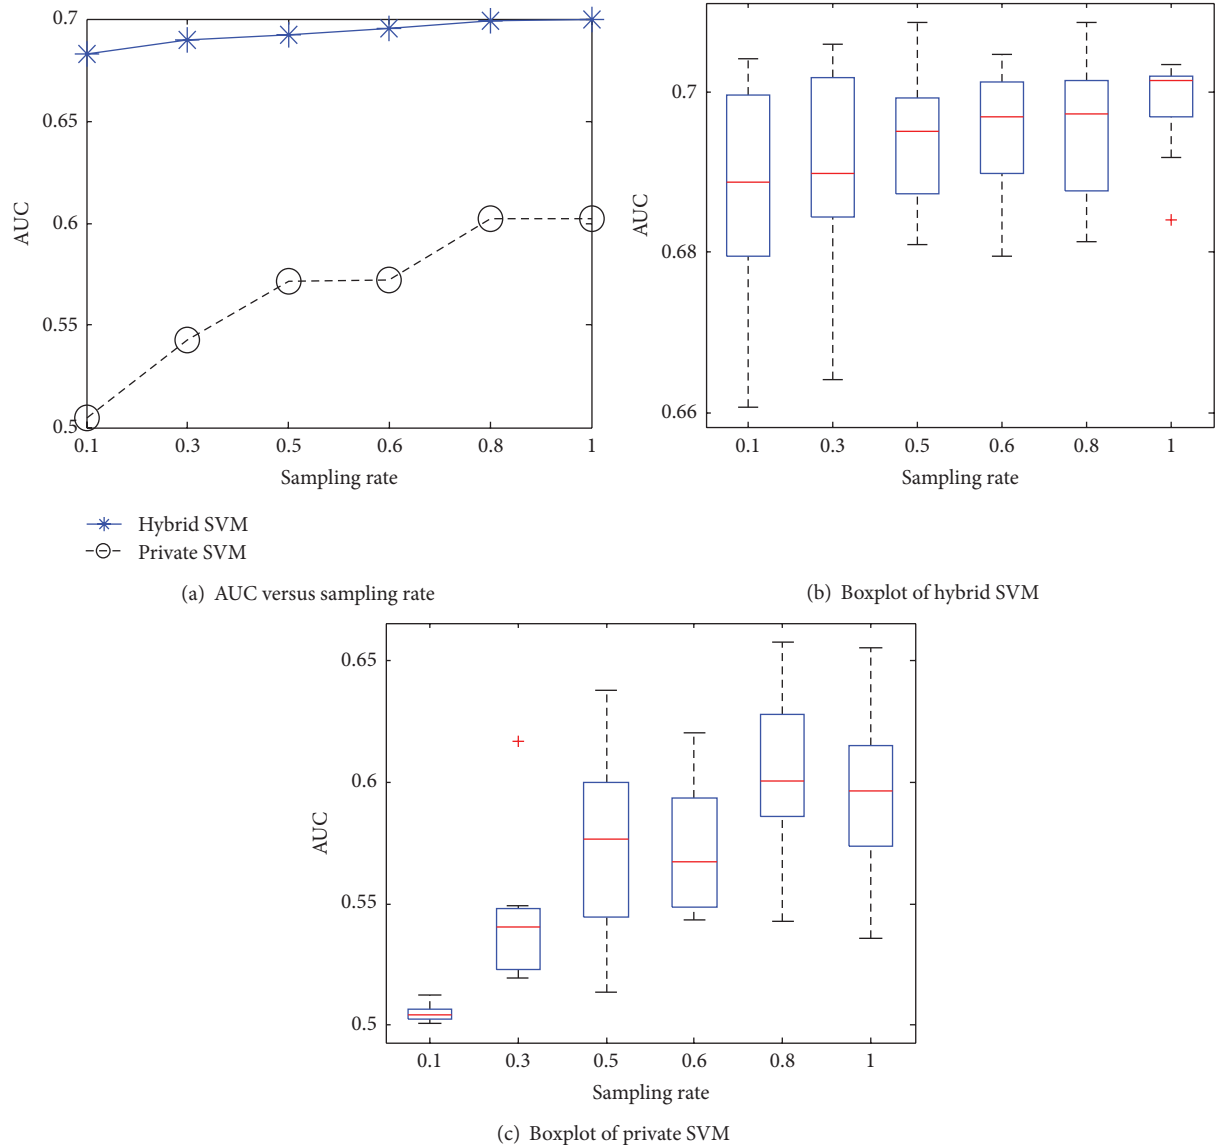 0.7
0.65
0.6
0.55
0.5
AUC
0.1 0.3 0.5 0.6 0.8 1
Sampling rate
Hybrid SVM
Private SVM
(a) AUC versus sampling rate
0.7
0.68
0.66
AUC
0.1 0.3 0.5 0.6 0.8 1
Sampling rate
(b) Boxplot of hybrid SVM
0.65
0.6
0.55
0.5
AUC
0.1 0.3 0.5 0.6 0.8 1
Sampling rate
(c) Boxplot of private SVM